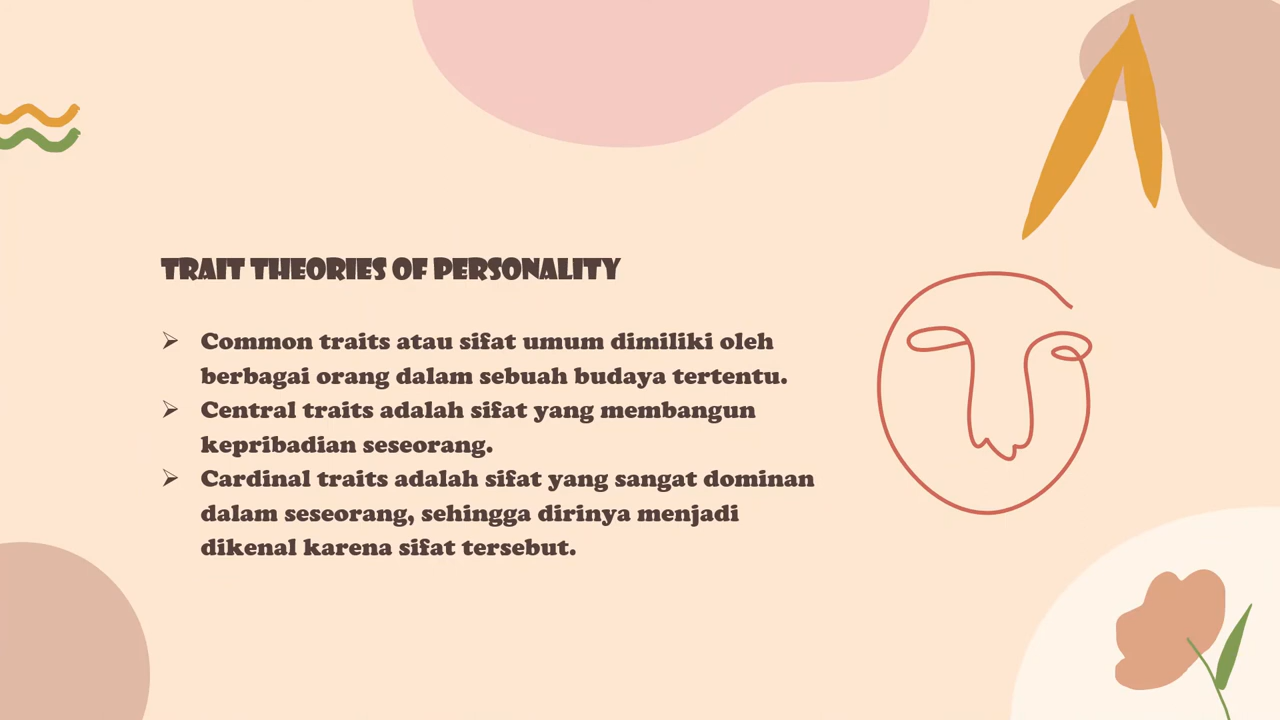 TRAIT THEORIES OF PERSONALITY
➢ Common traits atau sifat umum dimiliki oleh
berbagai orang dalam sebuah budaya tertentu.
➢ Central traits adalah sifat yang membangun
kepribadian seseorang.
➢ Cardinal traits adalah sifat yang sangat dominan
dalam seseorang, sehingga dirinya menjadi
dikenal karena sifat tersebut.